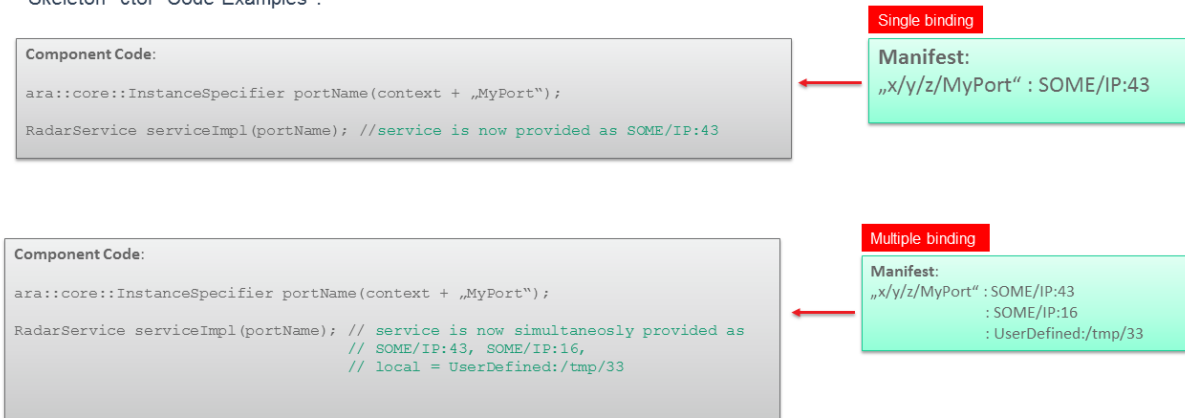 "Skeleton" ctor Code Examples :
Single binding
Component Code:
ara::core::InstanceSpecifier portName(context + „MyPort“);
RadarService serviceImpl(portName); //service is now provided as SOME/IP:43
Manifest:
„x/y/z/MyPort“ : SOME/IP:43
Multiple binding
Component Code:
ara::core::InstanceSpecifier portName(context + „MyPort“);
RadarService serviceImpl(portName); // service is now simultaneosly provided as
// SOME/IP:43, SOME/IP:16,
// local = UserDefined:/tmp/33
Manifest:
„x/y/z/MyPort“ : SOME/IP:43
: SOME/IP:16
: UserDefined:/tmp/33